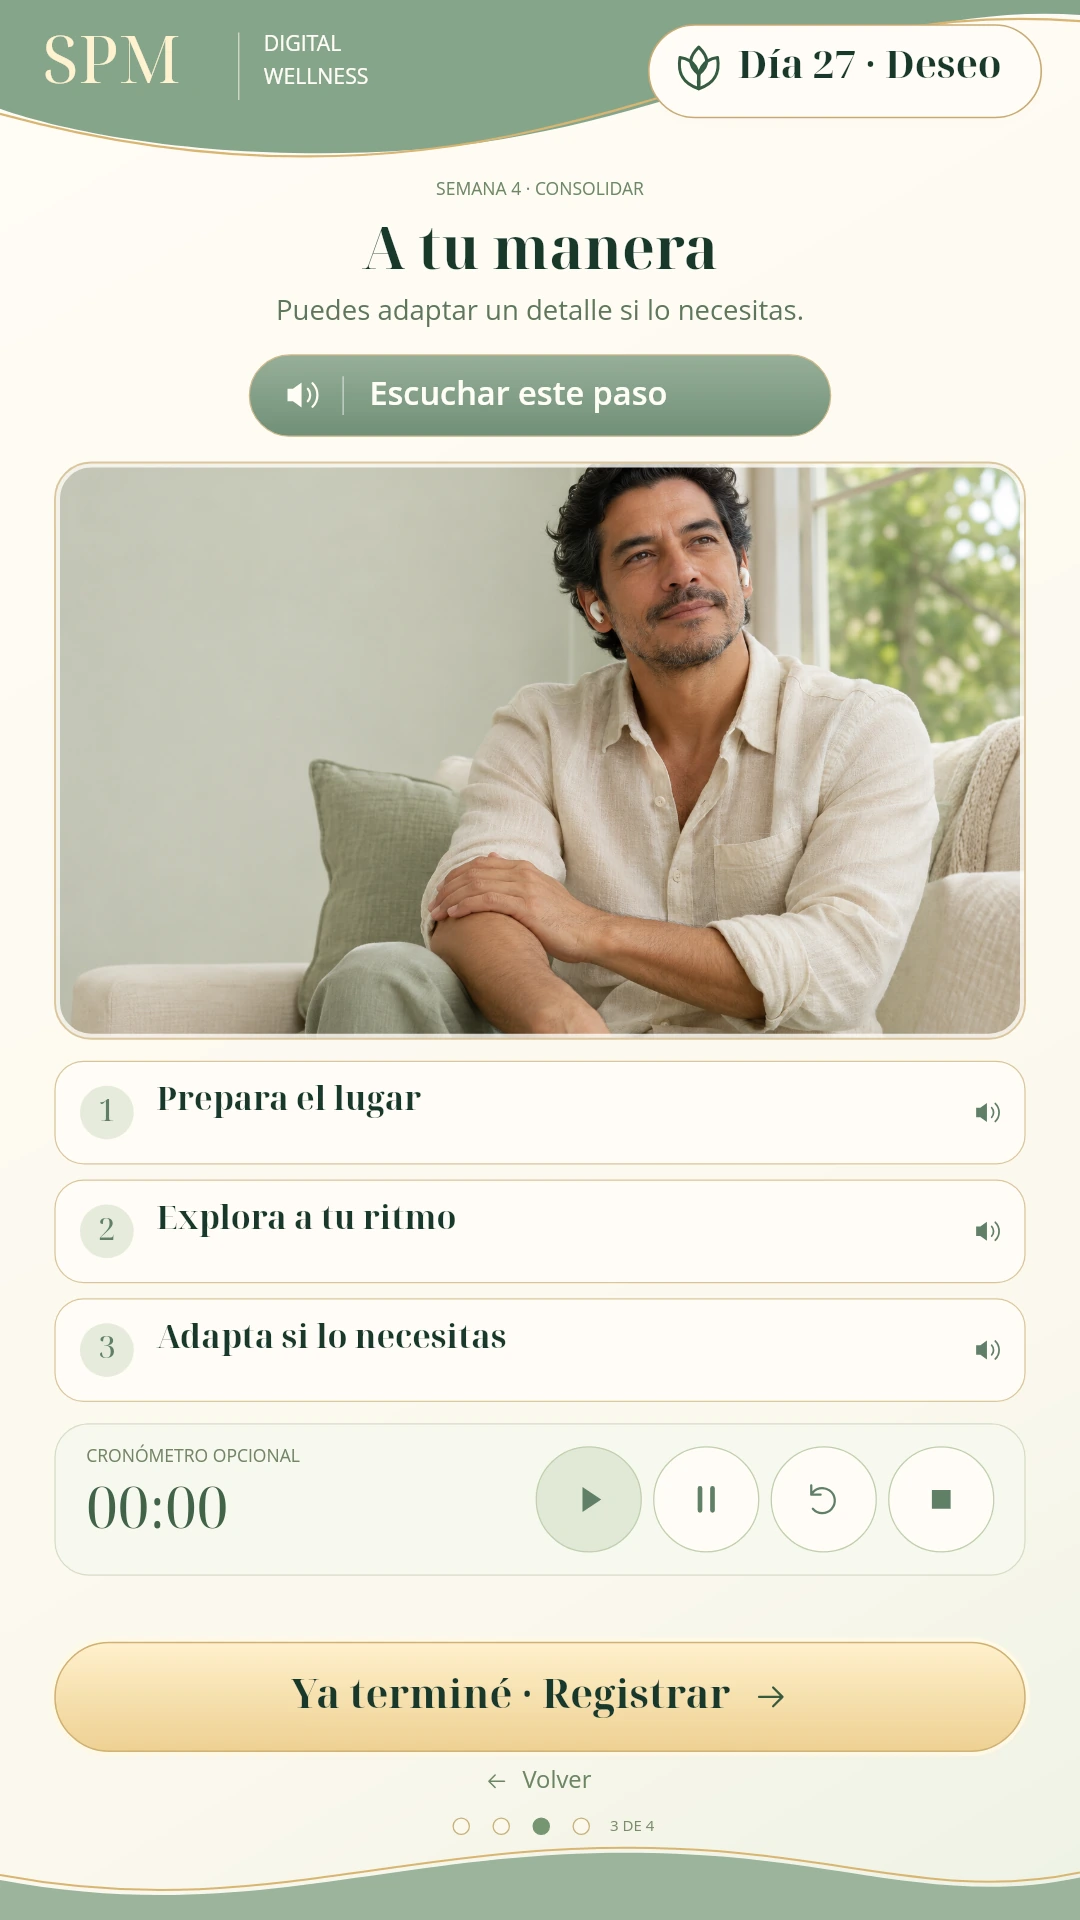 SPM
DIGITAL
WELLNESS
Día 27 · Deseo
SEMANA 4 · CONSOLIDAR
A tu manera
Puedes adaptar un detalle si lo necesitas.
Escuchar este paso
1 Prepara el lugar
2 Explora a tu ritmo
3 Adapta si lo necesitas
CRONÓMETRO OPCIONAL
00:00
Ya terminé · Registrar →
← Volver
3 DE 4